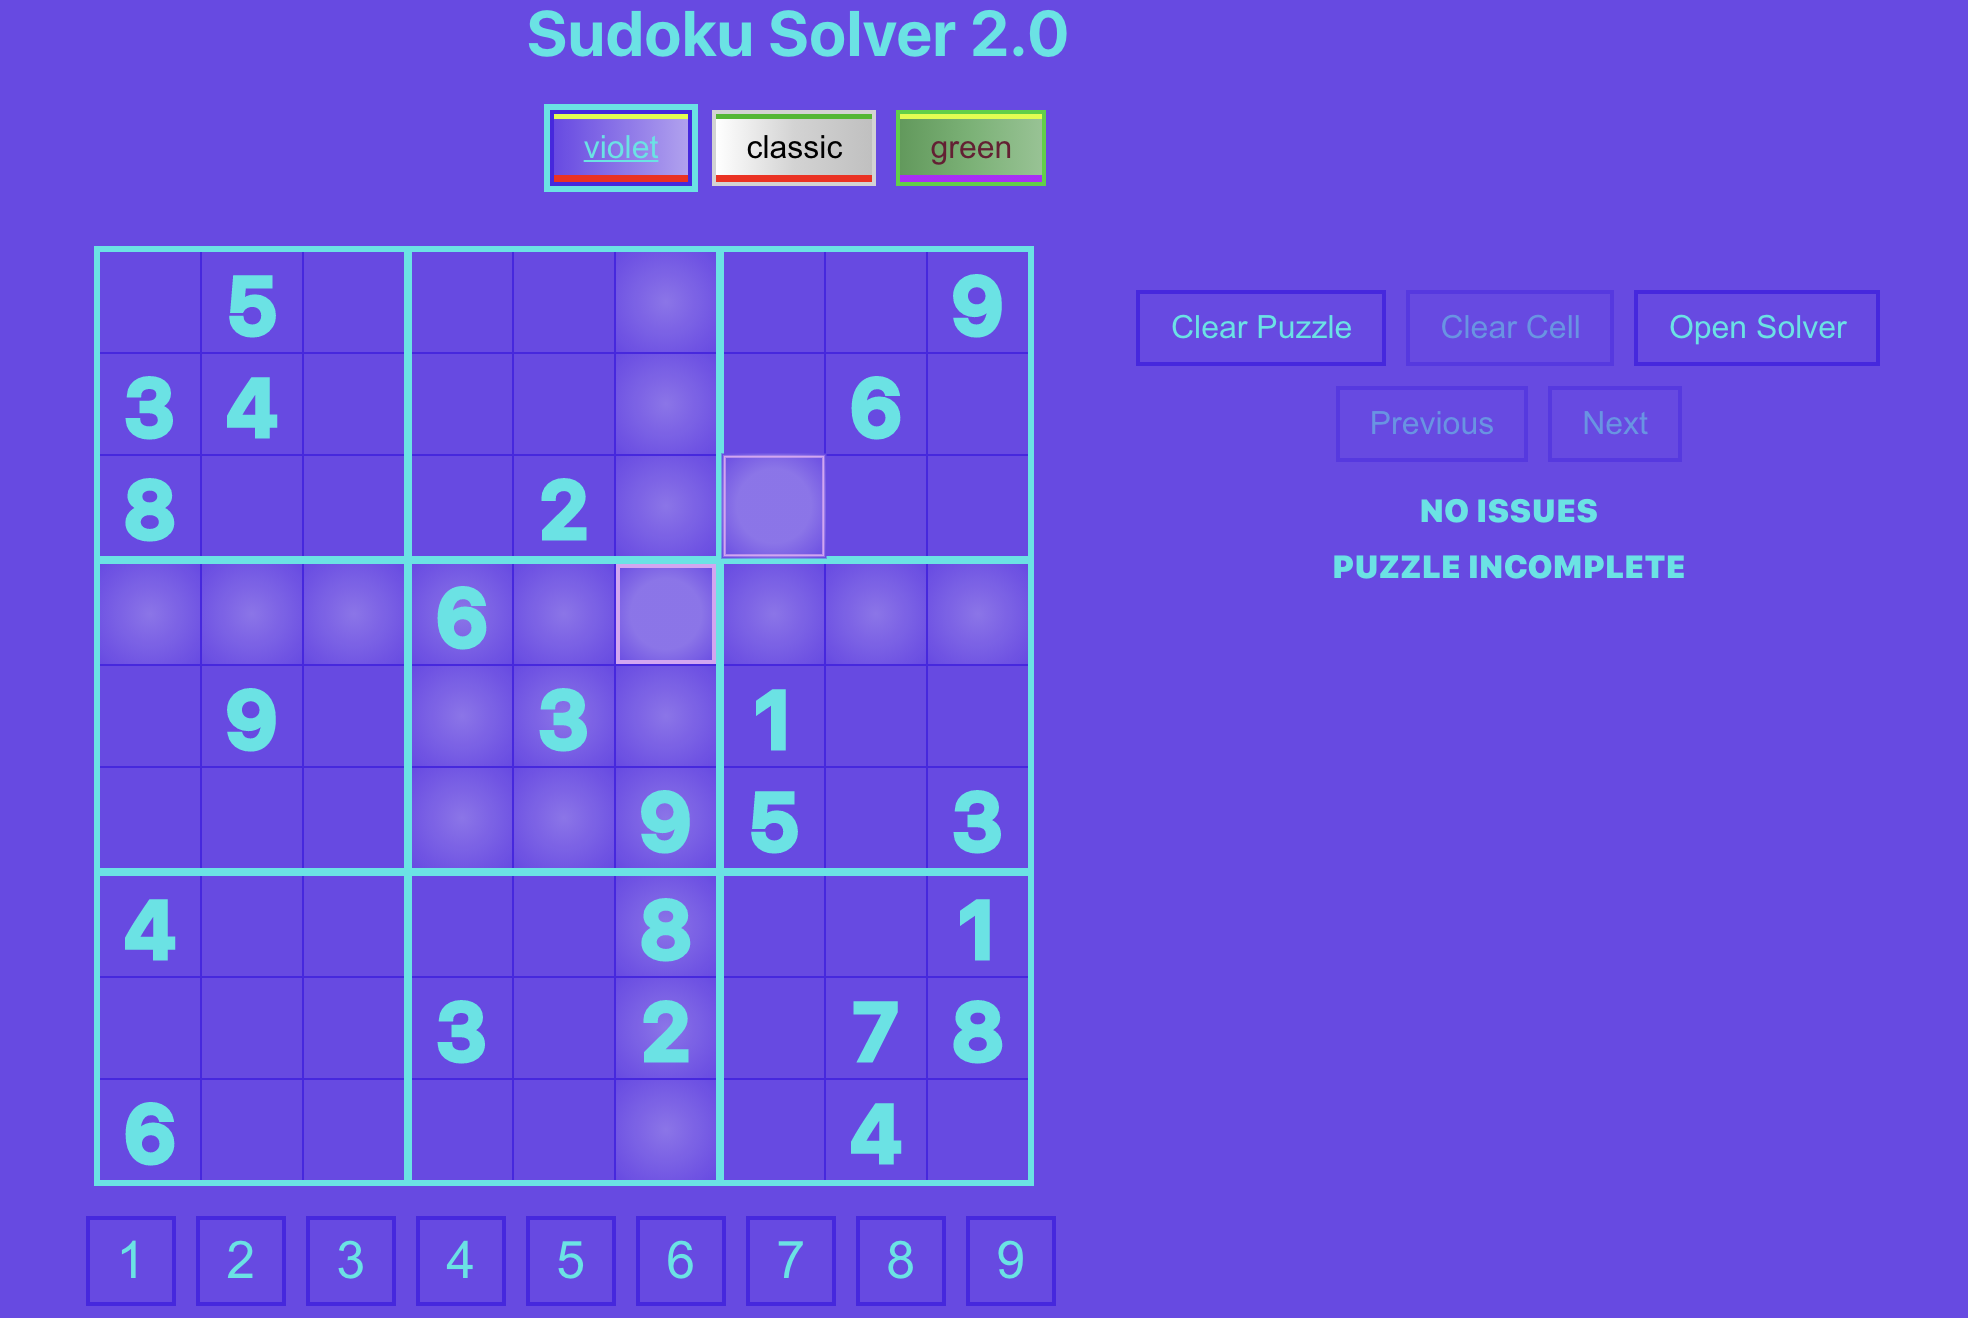 Sudoku Solver 2.0
violet classic green
5 9
3 4 6
8 2
6
9 3 1
9 5 3
4 8 1
3 2 7 8
6 4
1 2 3 4 5 6 7 8 9
Clear Puzzle Clear Cell Open Solver
Previous Next
NO ISSUES
PUZZLE INCOMPLETE